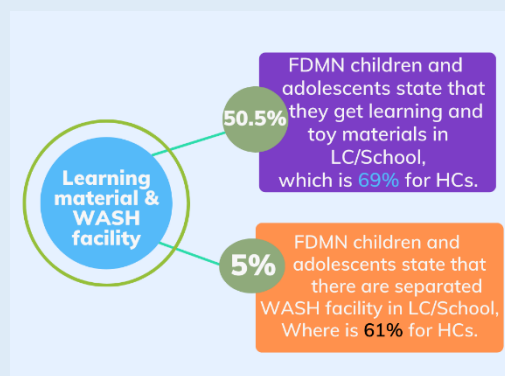 Learning
material &
WASH
facility
50.5%
FDMN children and
adolescents state that
they get learning and
toy materials in
LC/School,
which is 69% for HCs.
5%
FDMN children and
adolescents state that
there are separated
WASH facility in LC/School,
Where is 61% for HCs.